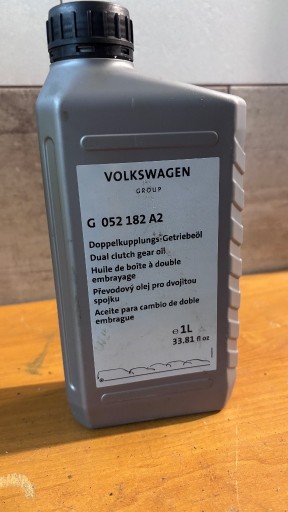 VOLKSWAGEN
GROUP
G 052 182 A2
Doppelkupplungs-Getriebeöl
Dual clutch gear oil
Huile de boîte à double
embrayage
Převodový olej pro dvojitou
spojku
Aceite para cambio de doble
embrague
℮ 1L
33.81 fl oz